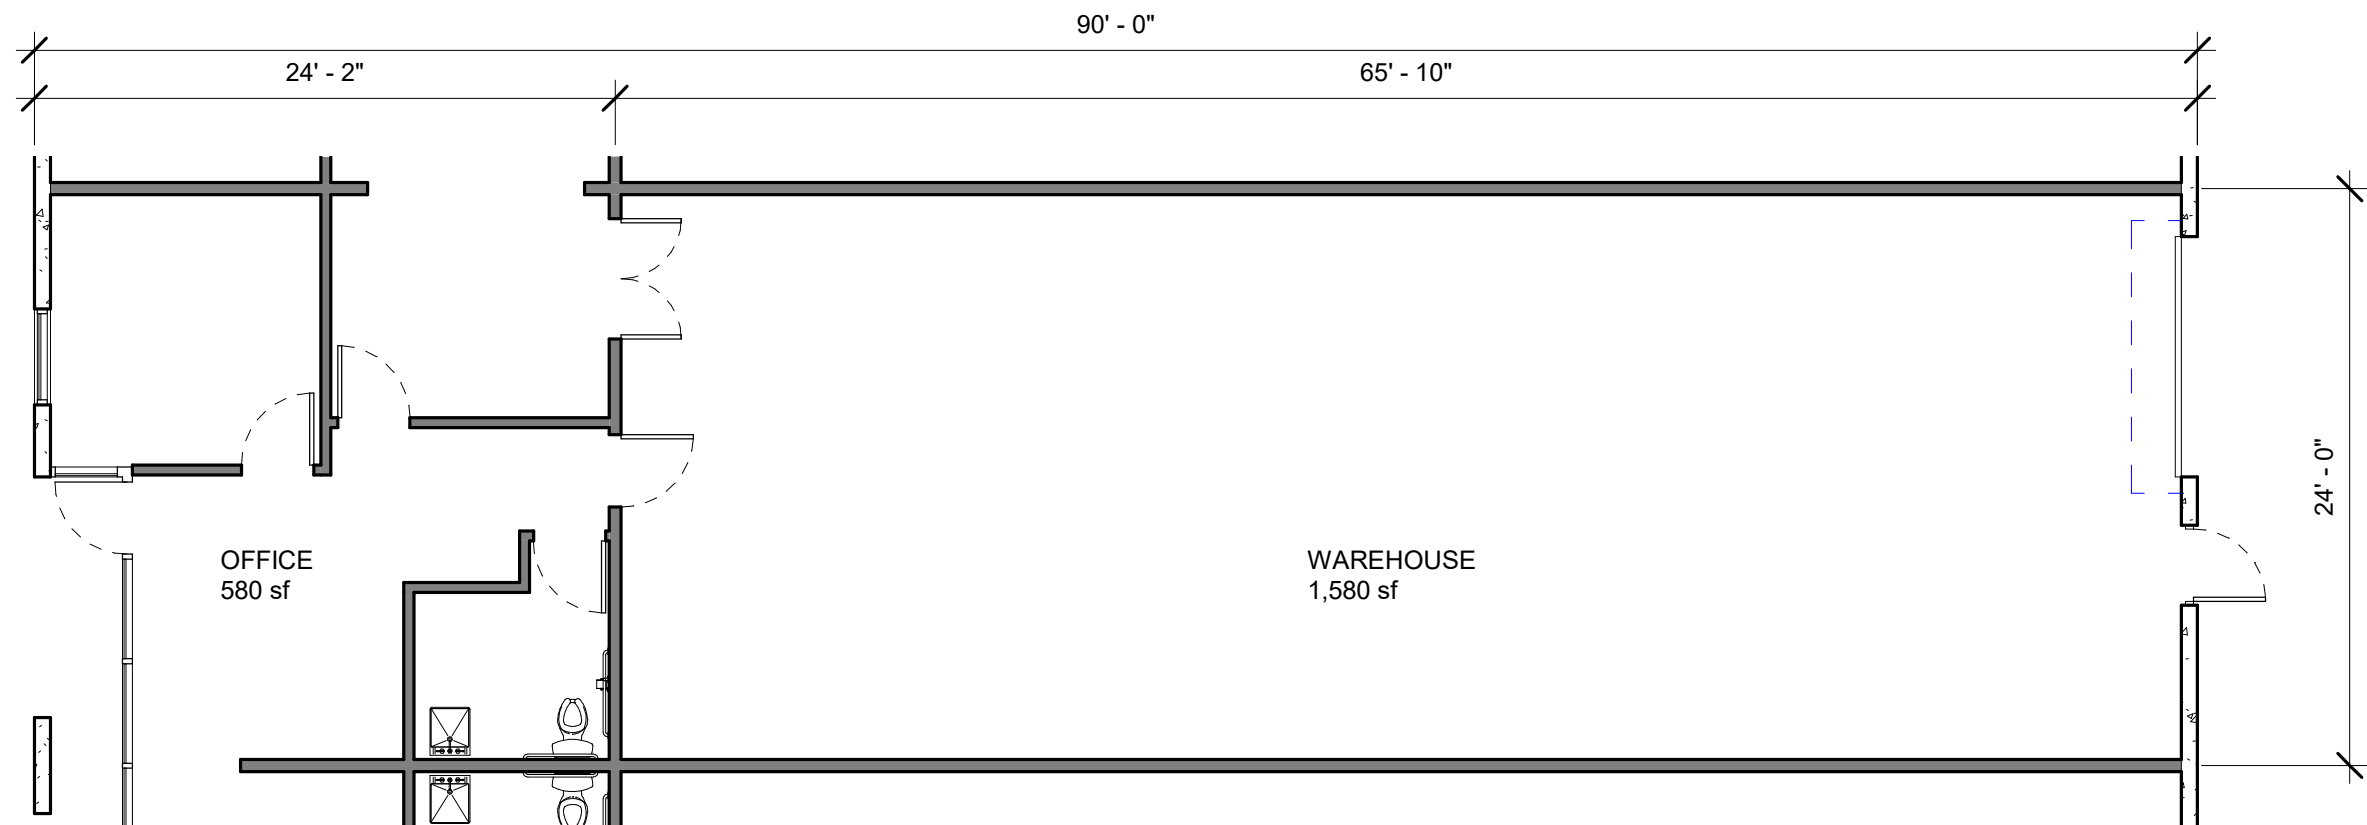 90' - 0"
24' - 2"
65' - 10"
24' - 0"
OFFICE
580 sf
WAREHOUSE
1,580 sf